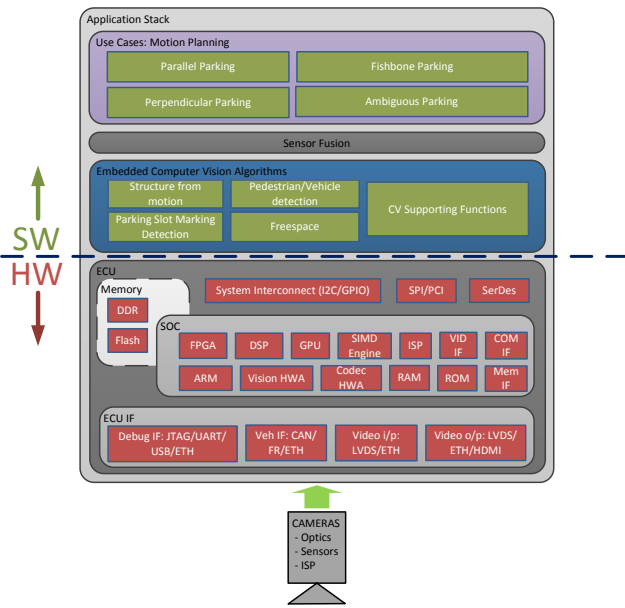 Application Stack
Use Cases: Motion Planning
Parallel Parking
Fishbone Parking
Perpendicular Parking
Ambiguous Parking
Sensor Fusion
Embedded Computer Vision Algorithms
Structure from
motion
Pedestrian/Vehicle
detection
CV Supporting Functions
Parking Slot Marking
Detection
Freespace
SW
HW
ECU
Memory
DDR
Flash
System Interconnect (I2C/GPIO)
SPI/PCI
SerDes
SOC
FPGA
DSP
GPU
SIMD
Engine
ISP
VID
IF
COM
IF
ARM
Vision HWA
Codec
HWA
RAM
ROM
Mem
IF
ECU IF
Debug IF: JTAG/UART/
USB/ETH
Veh IF: CAN/
FR/ETH
Video i/p:
LVDS/ETH
Video o/p: LVDS/
ETH/HDMI
CAMERAS
- Optics
- Sensors
- ISP